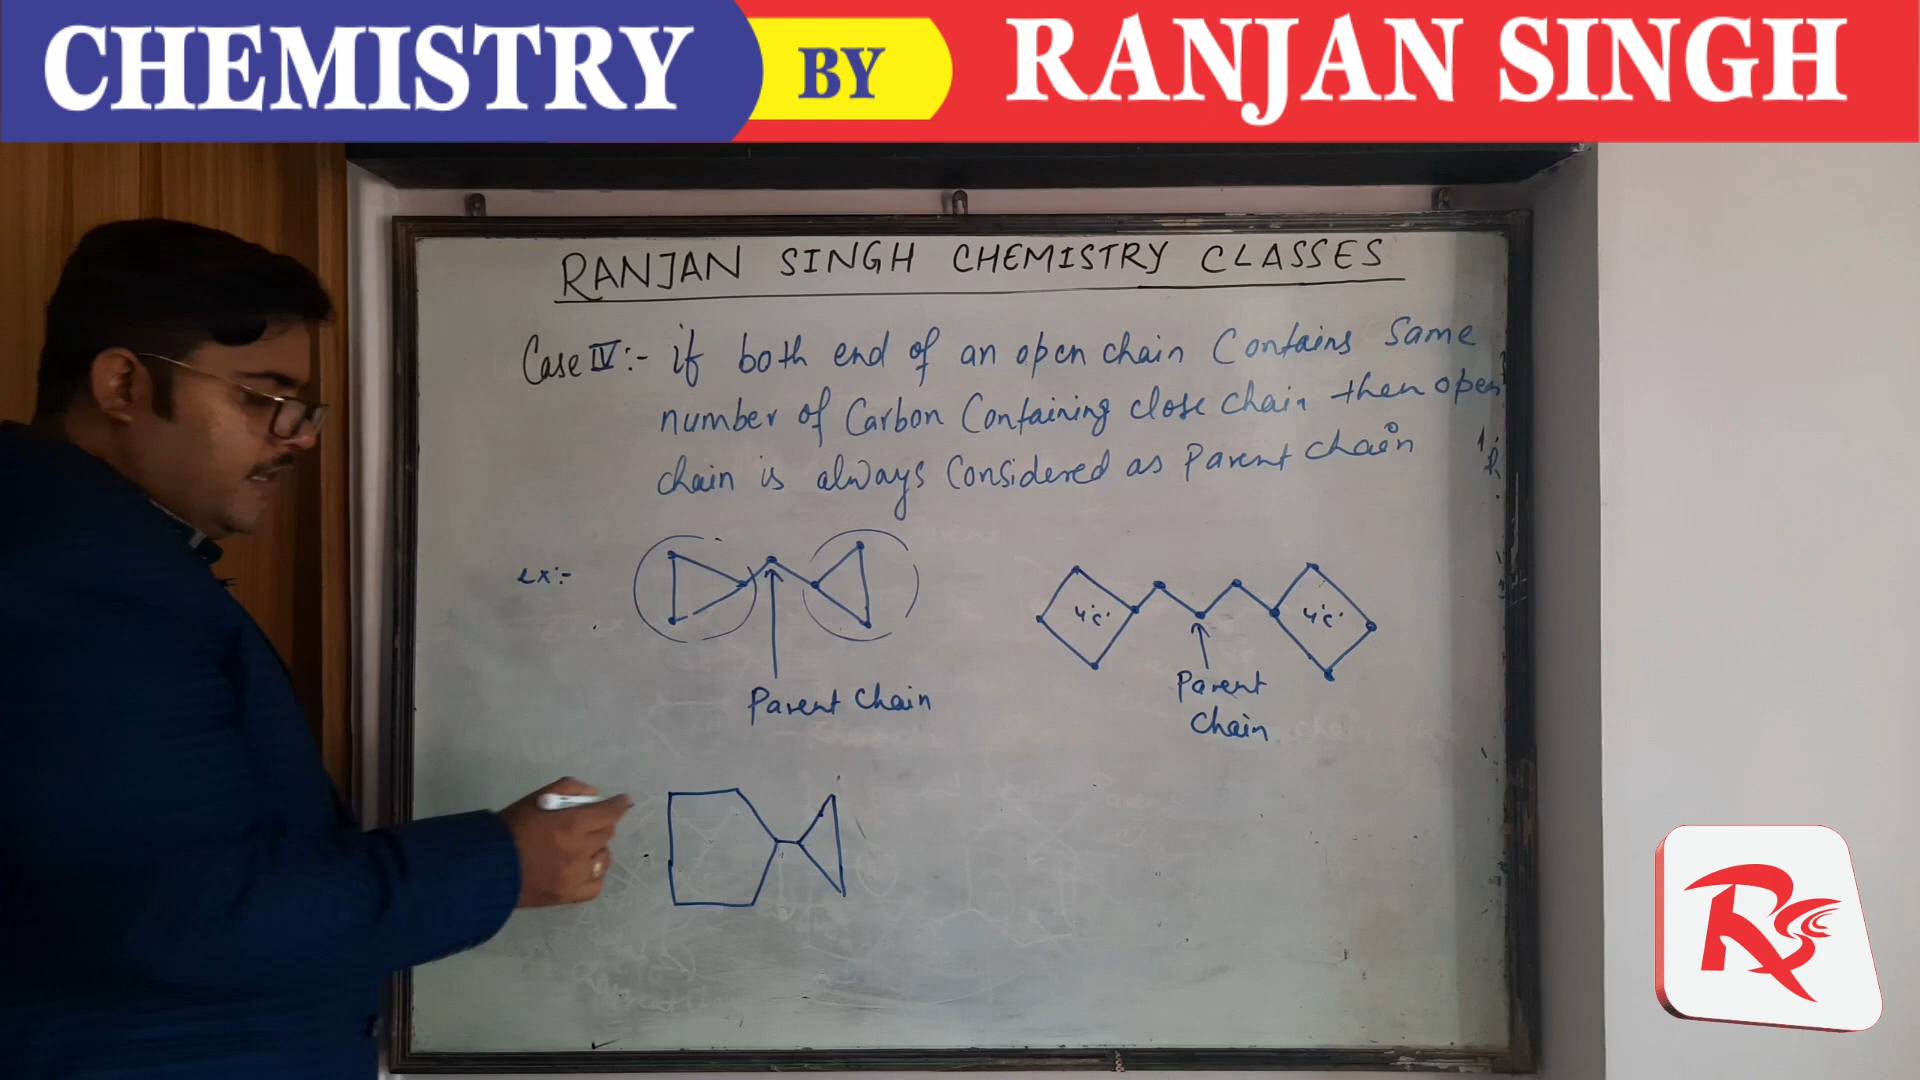 CHEMISTRY BY RANJAN SINGH
RANJAN SINGH CHEMISTRY CLASSES
Case IV:- if both end of an open chain Contains Same
number of Carbon Containing close chain then open
chain is always Considered as Parent chain
ex:-
4'c' 4'c'
Parent Chain
Parent
Chain
RSCC